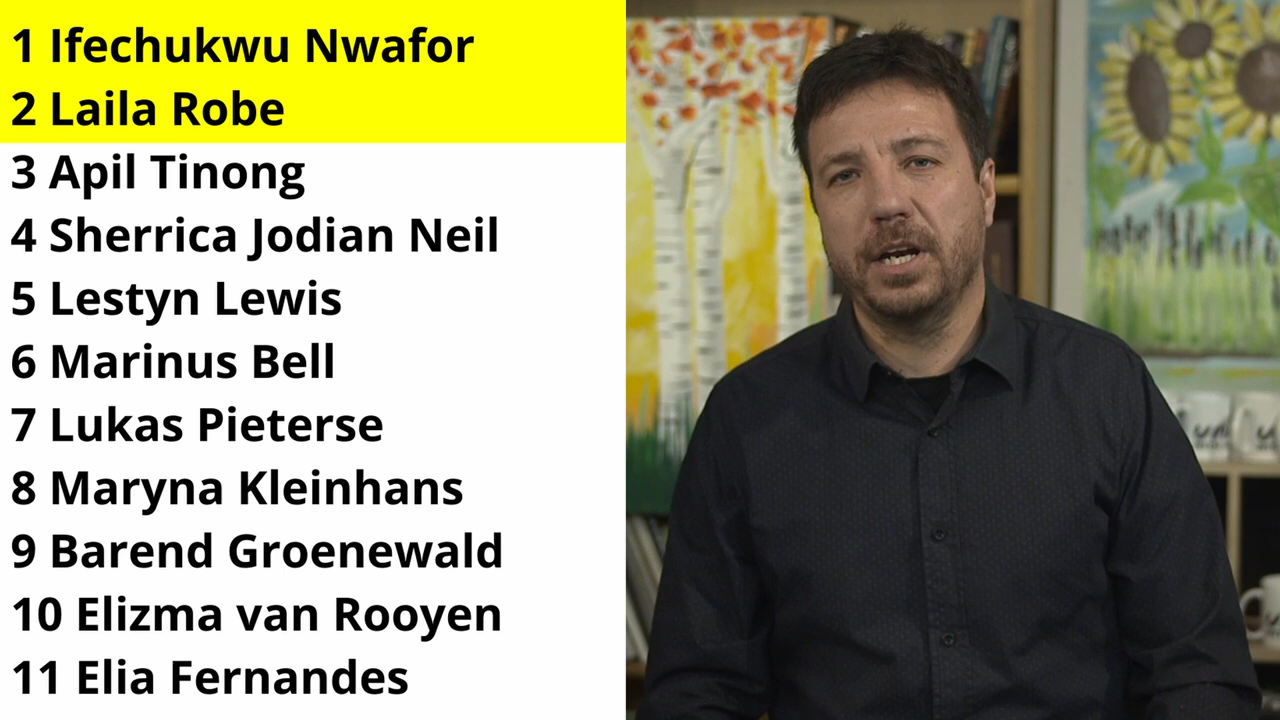 1 Ifechukwu Nwafor
2 Laila Robe
3 Apil Tinong
4 Sherrica Jodian Neil
5 Lestyn Lewis
6 Marinus Bell
7 Lukas Pieterse
8 Maryna Kleinhans
9 Barend Groenewald
10 Elizma van Rooyen
11 Elia Fernandes